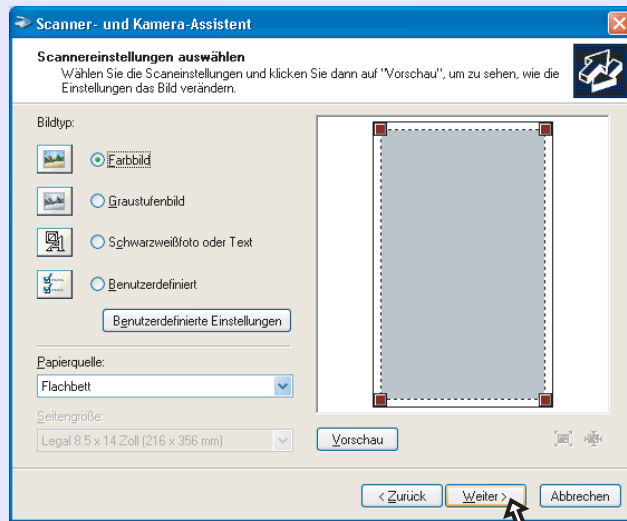 Scanner- und Kamera-Assistent
Scannereinstellungen auswählen
Wählen Sie die Scaneinstellungen und klicken Sie dann auf "Vorschau", um zu sehen, wie die
Einstellungen das Bild verändern.
Bildtyp:
Farbbild
Graustufenbild
Schwarzweißfoto oder Text
Benutzerdefiniert
Benutzerdefinierte Einstellungen
Papierquelle:
Flachbett
Seitengröße:
Legal 8.5 x 14 Zoll (216 x 356 mm)
Vorschau
< Zurück
Weiter >
Abbrechen